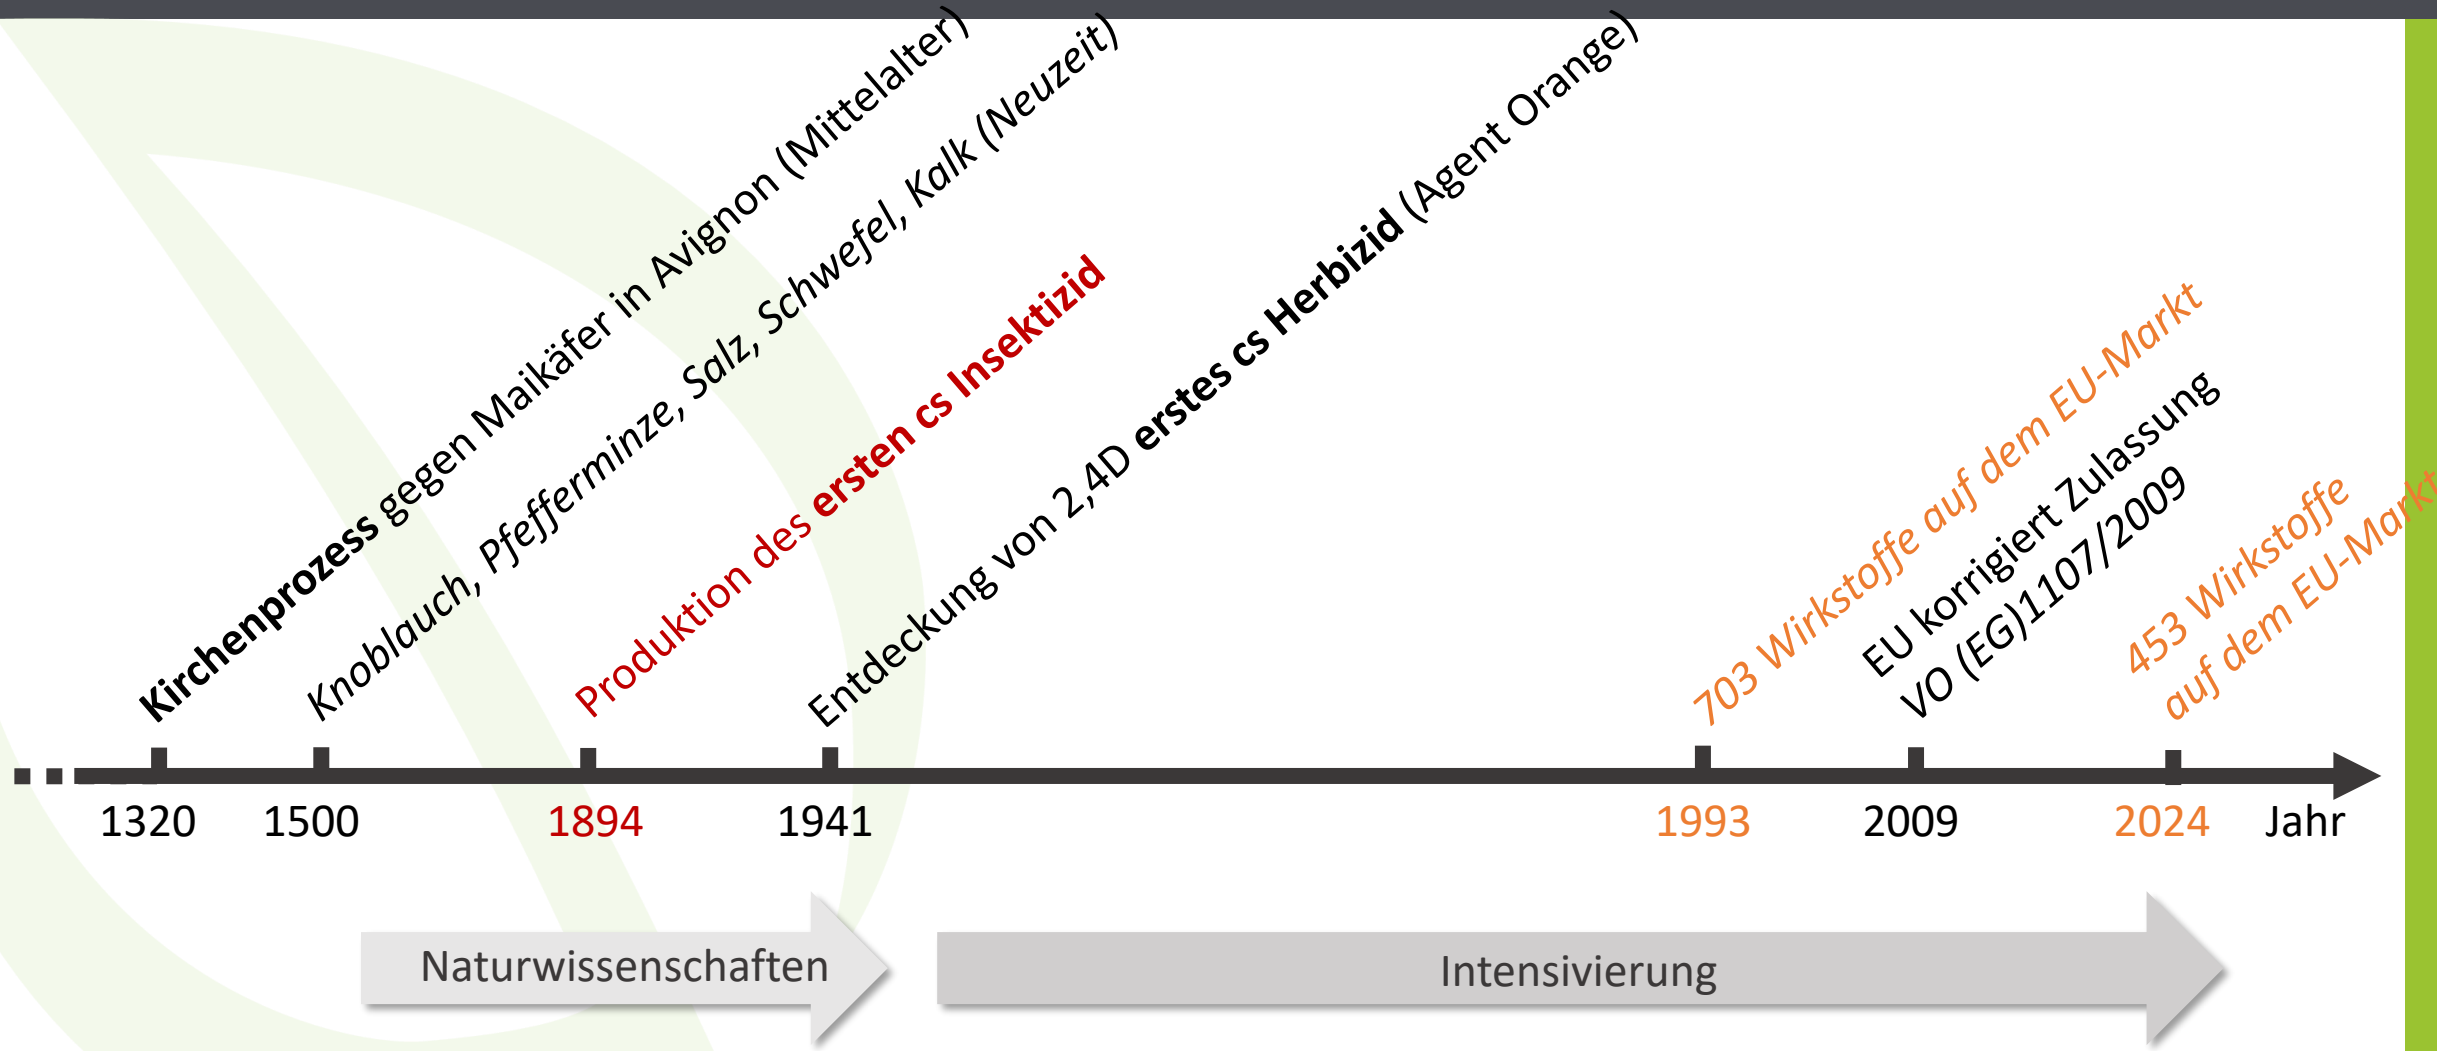 Kirchenprozess gegen Maikäfer in Avignon (Mittelalter)
Knoblauch, Pfefferminze, Salz, Schwefel, Kalk (Neuzeit)
Produktion des ersten cs Insektizid
Entdeckung von 2,4D erstes cs Herbizid (Agent Orange)
703 Wirkstoffe auf dem EU-Markt
EU korrigiert Zulassung
VO (EG)1107/2009
453 Wirkstoffe
auf dem EU-Markt
1320 1500 1894 1941 1993 2009 2024 Jahr
Naturwissenschaften
Intensivierung